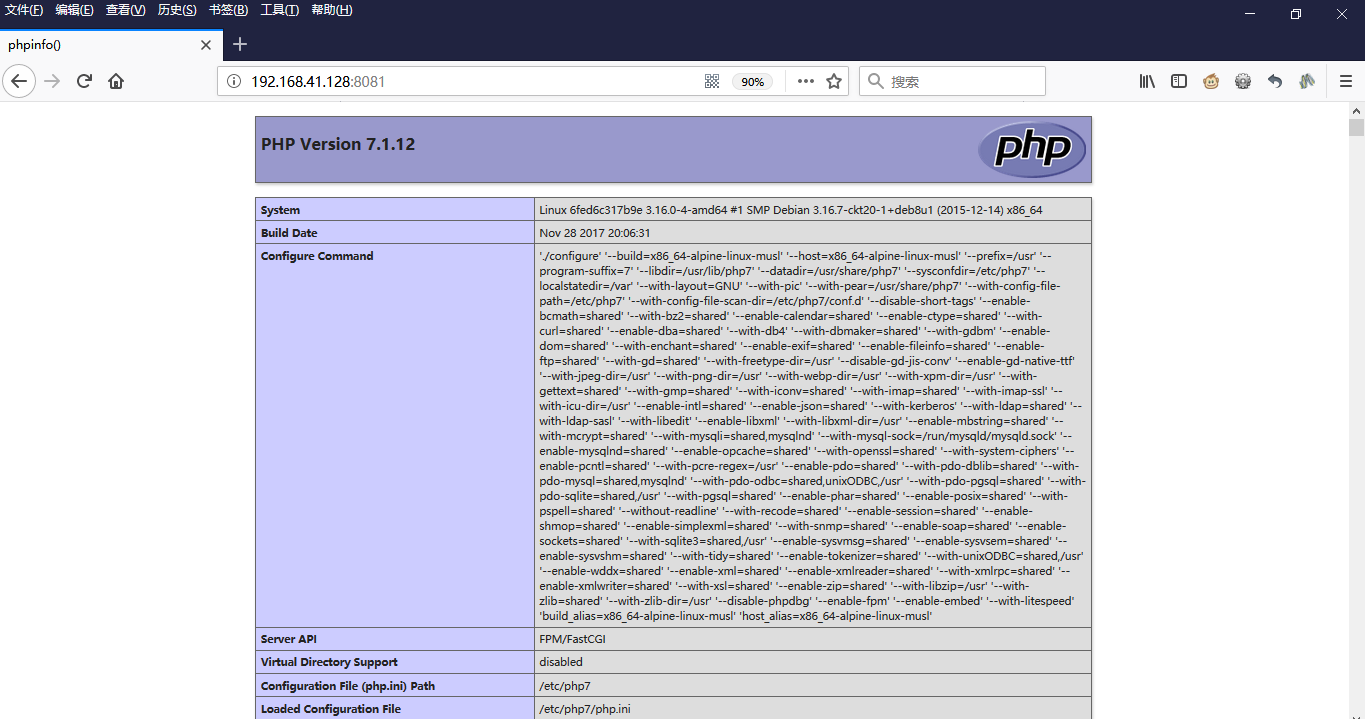 文件(F) 编辑(E) 查看(V) 历史(S) 书签(B) 工具(T) 帮助(H)
phpinfo()
192.168.41.128:8081 90% 搜索
PHP Version 7.1.12
php
System Linux 6fed6c317b9e 3.16.0-4-amd64 #1 SMP Debian 3.16.7-ckt20-1+deb8u1 (2015-12-14) x86_64
Build Date Nov 28 2017 20:06:31
Configure Command './configure' '--build=x86_64-alpine-linux-musl' '--host=x86_64-alpine-linux-musl' '--prefix=/usr' '--
program-suffix=7' '--libdir=/usr/lib/php7' '--datadir=/usr/share/php7' '--sysconfdir=/etc/php7' '--
localstatedir=/var' '--with-layout=GNU' '--with-pic' '--with-pear=/usr/share/php7' '--with-config-file-
path=/etc/php7' '--with-config-file-scan-dir=/etc/php7/conf.d' '--disable-short-tags' '--enable-
bcmath=shared' '--with-bz2=shared' '--enable-calendar=shared' '--enable-ctype=shared' '--with-
curl=shared' '--enable-dba=shared' '--with-db4' '--with-dbmaker=shared' '--with-gdbm' '--enable-
dom=shared' '--with-enchant=shared' '--enable-exif=shared' '--enable-fileinfo=shared' '--enable-
ftp=shared' '--with-gd=shared' '--with-freetype-dir=/usr' '--disable-gd-jis-conv' '--enable-gd-native-ttf'
'--with-jpeg-dir=/usr' '--with-png-dir=/usr' '--with-webp-dir=/usr' '--with-xpm-dir=/usr' '--with-
gettext=shared' '--with-gmp=shared' '--with-iconv=shared' '--with-imap=shared' '--with-imap-ssl' '--
with-icu-dir=/usr' '--enable-intl=shared' '--enable-json=shared' '--with-kerberos' '--with-ldap=shared' '--
with-ldap-sasl' '--with-libedit' '--enable-libxml' '--with-libxml-dir=/usr' '--enable-mbstring=shared' '--
with-mcrypt=shared' '--with-mysqli=shared,mysqlnd' '--with-mysql-sock=/run/mysqld/mysqld.sock' '--
enable-mysqlnd=shared' '--enable-opcache=shared' '--with-openssl=shared' '--with-system-ciphers' '--
enable-pcntl=shared' '--with-pcre-regex=/usr' '--enable-pdo=shared' '--with-pdo-dblib=shared' '--with-
pdo-mysql=shared,mysqlnd' '--with-pdo-odbc=shared,unixODBC,/usr' '--with-pdo-pgsql=shared' '--with-
pdo-sqlite=shared,/usr' '--with-pgsql=shared' '--enable-phar=shared' '--enable-posix=shared' '--with-
pspell=shared' '--without-readline' '--with-recode=shared' '--enable-session=shared' '--enable-
shmop=shared' '--enable-simplexml=shared' '--with-snmp=shared' '--enable-soap=shared' '--enable-
sockets=shared' '--with-sqlite3=shared,/usr' '--enable-sysvmsg=shared' '--enable-sysvsem=shared' '--
enable-sysvshm=shared' '--with-tidy=shared' '--enable-tokenizer=shared' '--with-unixODBC=shared,/usr'
'--enable-wddx=shared' '--enable-xml=shared' '--enable-xmlreader=shared' '--with-xmlrpc=shared' '--
enable-xmlwriter=shared' '--with-xsl=shared' '--enable-zip=shared' '--with-libzip=/usr' '--with-
zlib=shared' '--with-zlib-dir=/usr' '--disable-phpdbg' '--enable-fpm' '--enable-embed' '--with-litespeed'
'build_alias=x86_64-alpine-linux-musl' 'host_alias=x86_64-alpine-linux-musl'
Server API FPM/FastCGI
Virtual Directory Support disabled
Configuration File (php.ini) Path /etc/php7
Loaded Configuration File /etc/php7/php.ini